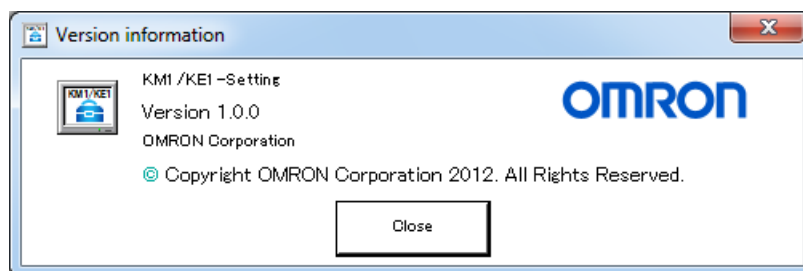 Version information
KM1/KE1
KM1/KE1-Setting
Version 1.0.0
OMRON Corporation
OMRON
© Copyright OMRON Corporation 2012. All Rights Reserved.
Close